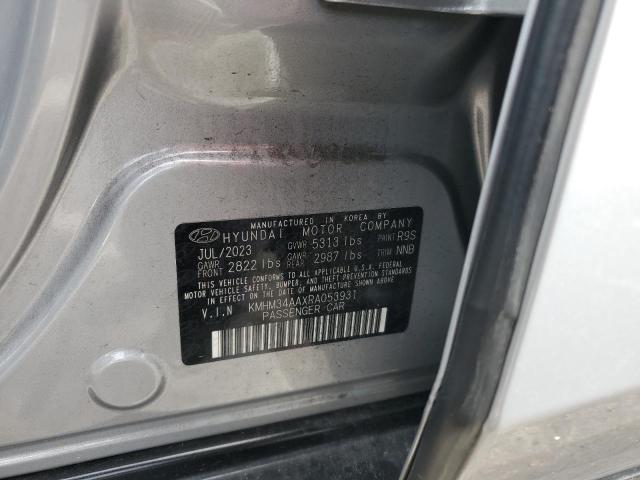 MANUFACTURED IN KOREA BY
HYUNDAI MOTOR COMPANY
JUL/2023 GVWR 5313 lbs PAINT R9S
GAWR FRONT 2822 lbs GAWR REAR 2987 lbs TRIM NNB
THIS VEHICLE CONFORMS TO ALL APPLICABLE U.S.A. FEDERAL
MOTOR VEHICLE SAFETY, BUMPER, AND THEFT PREVENTION
STANDARDS IN EFFECT ON THE DATE OF MANUFACTURE
SHOWN ABOVE.
V.I.N KMHM34AAXRA053931
PASSENGER CAR